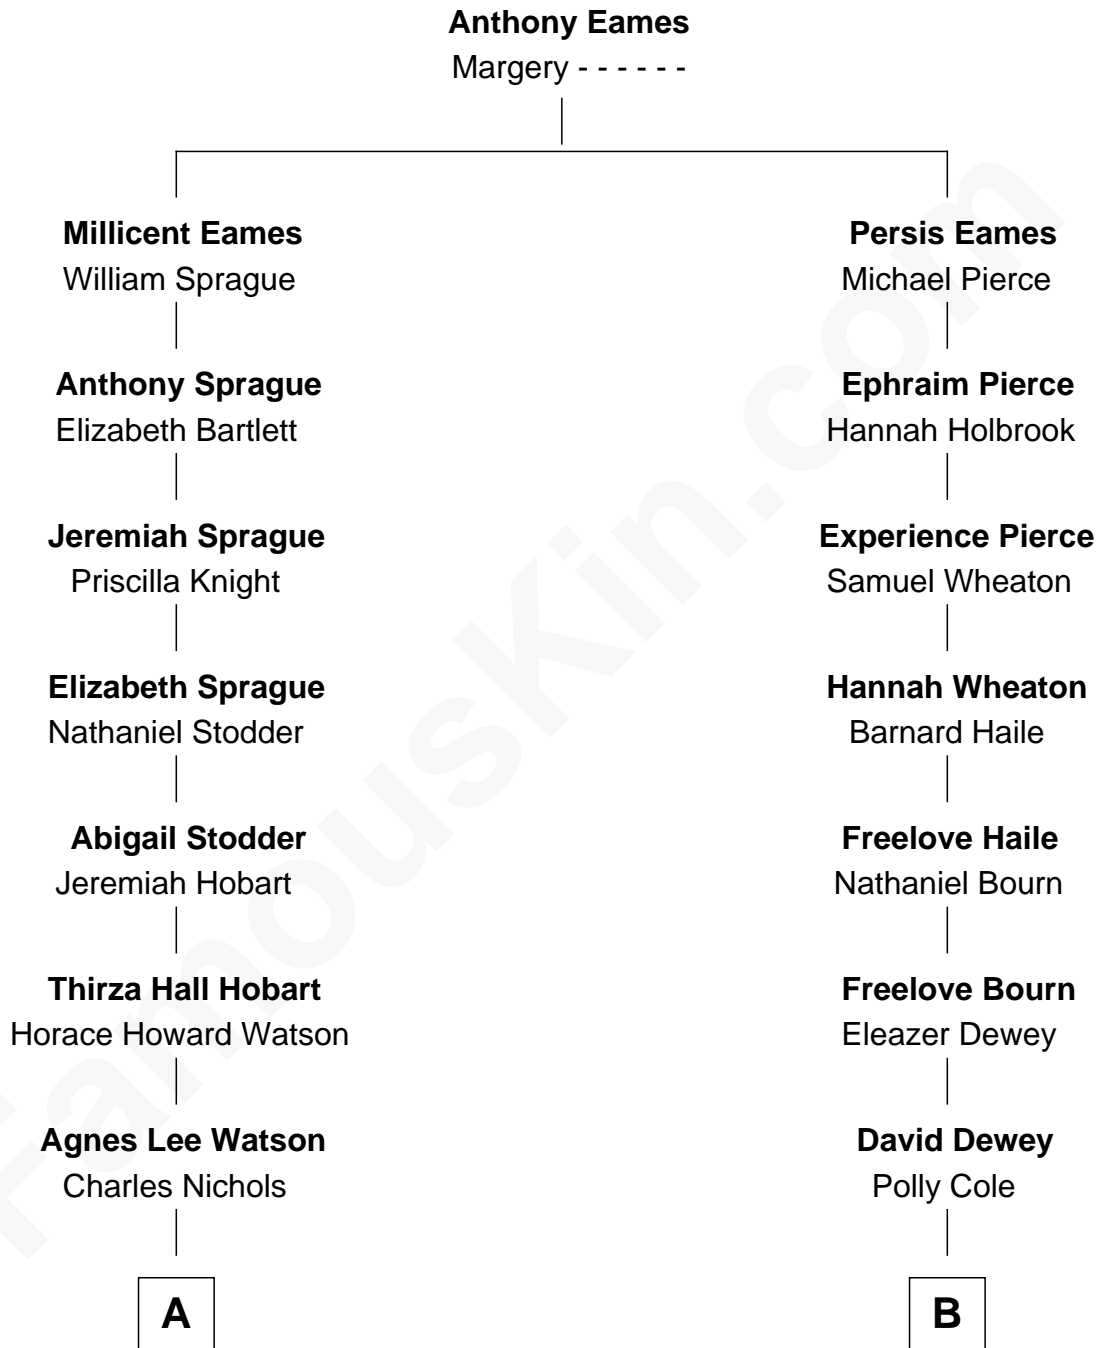 Anthony Eames
Margery - - - - - -
Millicent Eames
William Sprague
Persis Eames
Michael Pierce
Anthony Sprague
Elizabeth Bartlett
Ephraim Pierce
Hannah Holbrook
Jeremiah Sprague
Priscilla Knight
Experience Pierce
Samuel Wheaton
Elizabeth Sprague
Nathaniel Stodder
Hannah Wheaton
Barnard Haile
Abigail Stodder
Jeremiah Hobart
Freelove Haile
Nathaniel Bourn
Thirza Hall Hobart
Horace Howard Watson
Freelove Bourn
Eleazer Dewey
Agnes Lee Watson
Charles Nichols
David Dewey
Polly Cole
A
B
FamousKin.com